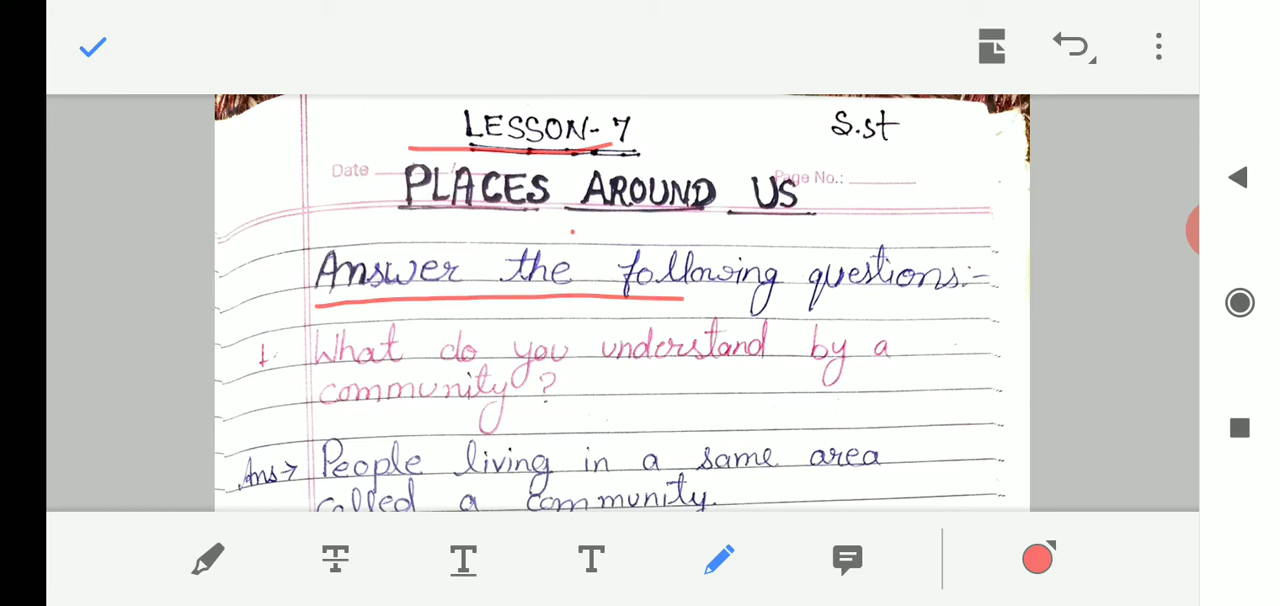 LESSON-7 S.st
Date Page No.:
PLACES AROUND US
Answer the following questions:-
1. What do you understand by a
community?
Ans→ People living in a same area
called a community.